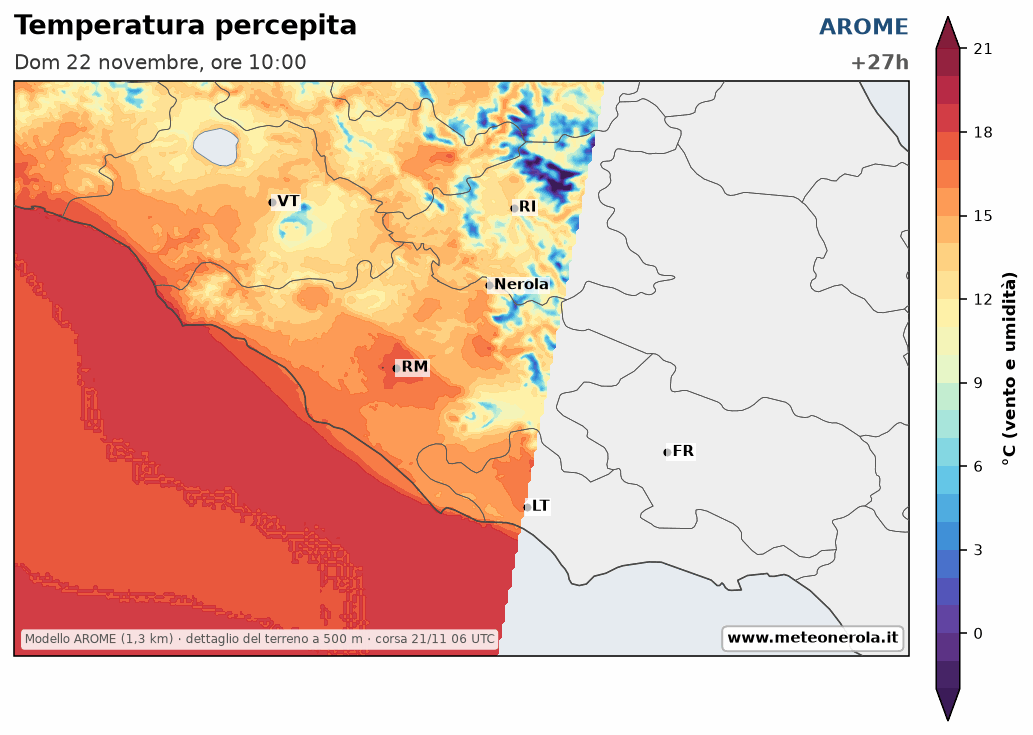 Temperatura percepita
AROME
Dom 22 novembre, ore 10:00
+27h
VT
RI
Nerola
RM
FR
LT
Modello AROME (1,3 km) · dettaglio del terreno a 500 m · corsa 21/11 06 UTC
www.meteonerola.it
21
18
15
12
9
6
3
0
°C (vento e umidità)